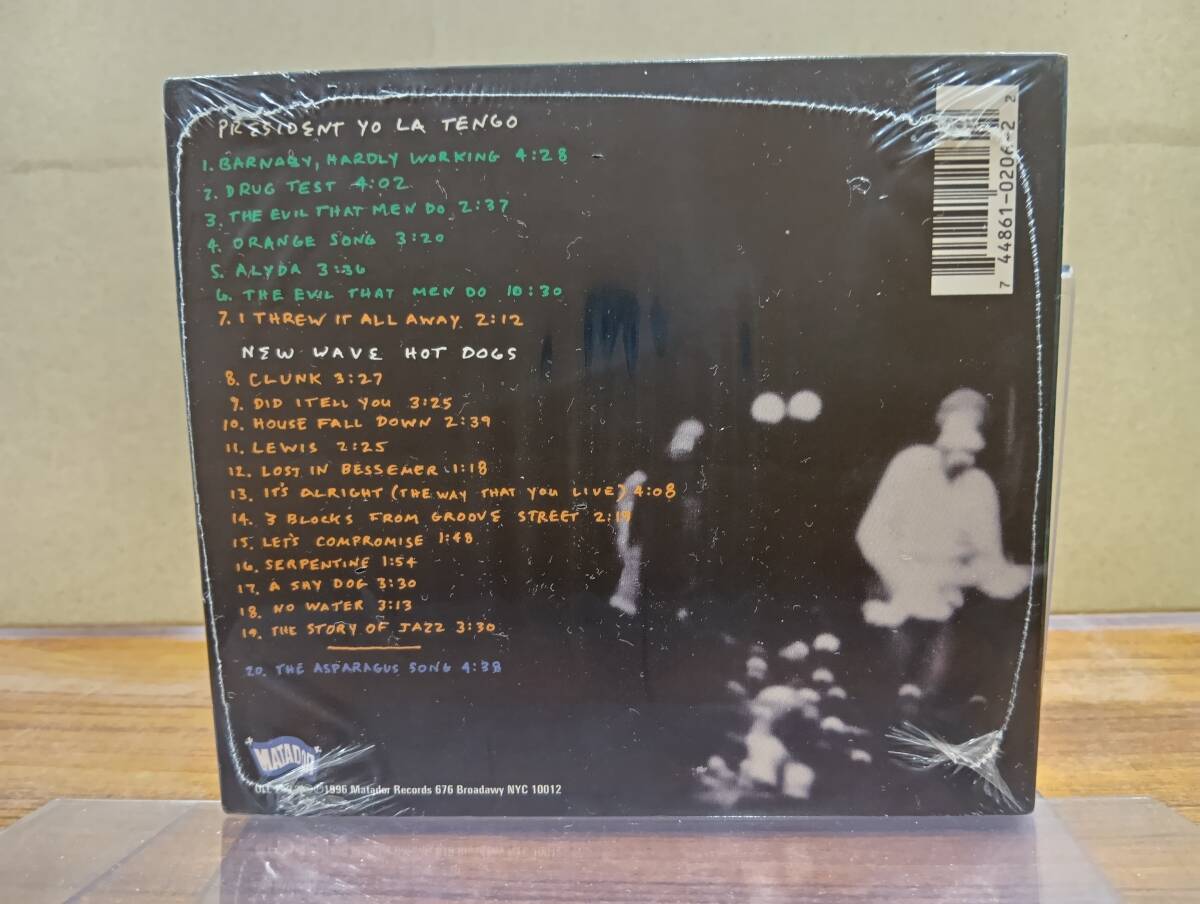 PRESIDENT YO LA TENGO
1. BARNABY, HARDLY WORKING 4:28
2. DRUG TEST 4:02
3. THE EVIL THAT MEN DO 2:37
4. ORANGE SONG 3:20
5. ALYDA 3:36
6. THE EVIL THAT MEN DO 10:30
7. I THREW IT ALL AWAY 2:12
NEW WAVE HOT DOGS
8. CLUNK 3:27
9. DID I TELL YOU 3:25
10. HOUSE FALL DOWN 2:39
11. LEWIS 2:25
12. LOST IN BESSEMER 1:18
13. IT'S ALRIGHT (THE WAY THAT YOU LIVE) 4:08
14. 3 BLOCKS FROM GROOVE STREET 2:19
15. LET'S COMPROMISE 1:48
16. SERPENTINE 1:54
17. A SHY DOG 3:30
18. NO WATER 3:13
19. THE STORY OF JAZZ 3:30
20. THE ASPARAGUS SONG 4:38
"MATADOR"
©1996 Matador Records 676 Broadawy NYC 10012
7 44861-0206-2 2